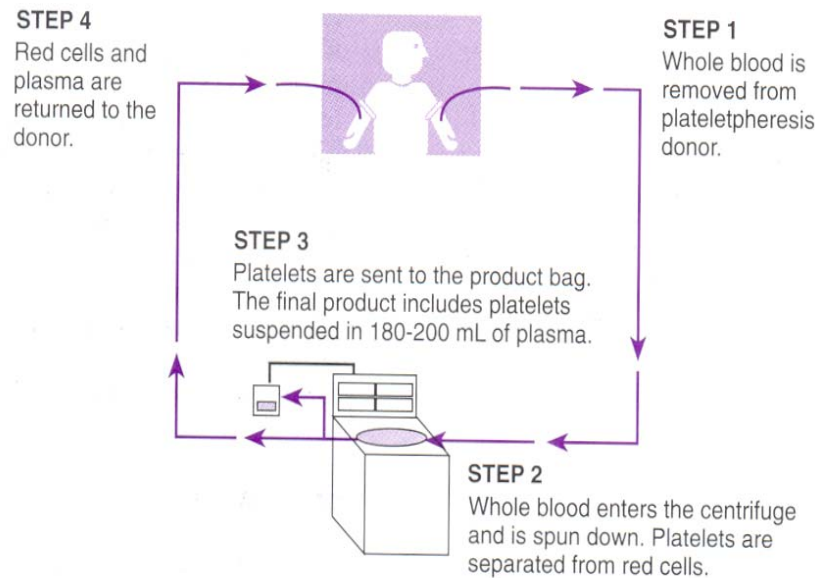 STEP 4
Red cells and
plasma are
returned to the
donor.
STEP 1
Whole blood is
removed from
plateletpheresis
donor.
STEP 3
Platelets are sent to the product bag.
The final product includes platelets
suspended in 180-200 mL of plasma.
STEP 2
Whole blood enters the centrifuge
and is spun down. Platelets are
separated from red cells.